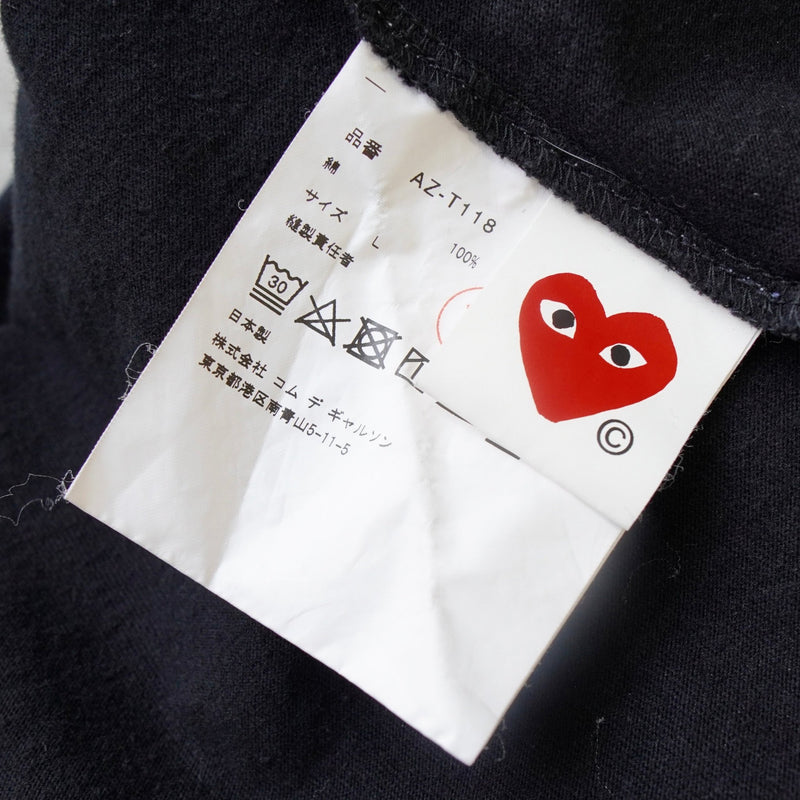 品番 AZ-T118
綿 100%
サイズ L
縫製責任者
30
日本製
株式会社 コム デ ギャルソン
東京都港区南青山5-11-5
©